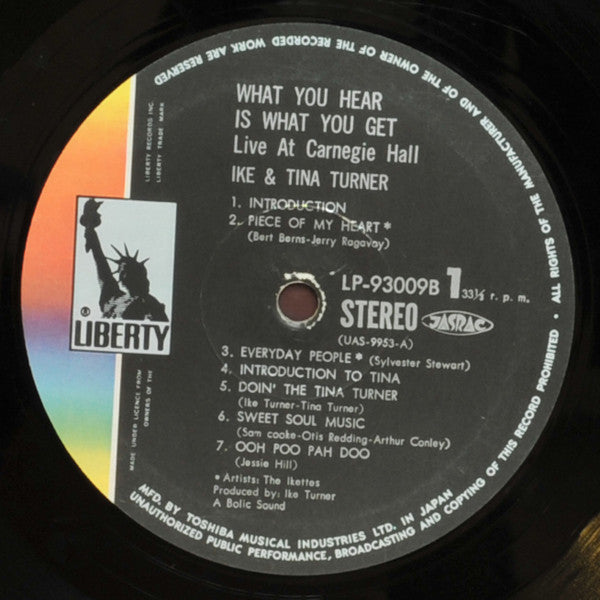 WHAT YOU HEAR
IS WHAT YOU GET
Live At Carnegie Hall
IKE & TINA TURNER
1. INTRODUCTION
2. PIECE OF MY HEART *
(Bert Berns-Jerry Ragavoy)
LP-93009B 1 33⅓ r. p. m.
STEREO JASRAC
(UAS-9953-A)
3. EVERYDAY PEOPLE * (Sylvester Stewart)
4. INTRODUCTION TO TINA
5. DOIN' THE TINA TURNER
(Ike Turner-Tina Turner)
6. SWEET SOUL MUSIC
(Sam cooke-Otis Redding-Arthur Conley)
7. OOH POO PAH DOO
(Jessie Hill)
* Artists: The Ikettes
Produced by: Ike Turner
A Bolic Sound
LIBERTY RECORDS INC.
LIBERTY TRADE MARK
® LIBERTY
MADE UNDER LICENCE FROM
OWNERS OF THE
MFD. BY TOSHIBA MUSICAL INDUSTRIES LTD. IN JAPAN
ALL RIGHTS OF THE MANUFACTURER AND OF THE OWNER OF THE RECORDED WORK ARE RESERVED
UNAUTHORIZED PUBLIC PERFORMANCE, BROADCASTING AND COPYING OF THIS RECORD PROHIBITED •